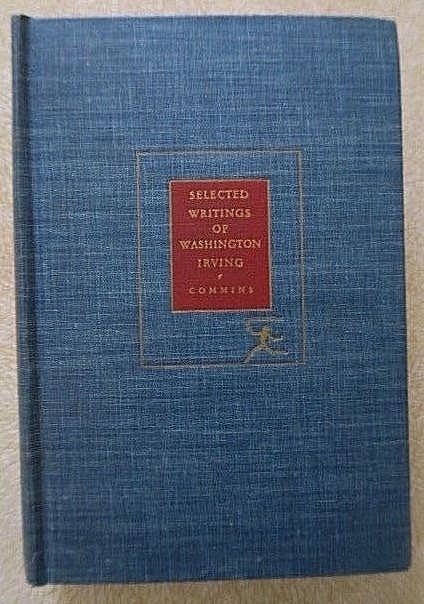 SELECTED
WRITINGS
OF
WASHINGTON
IRVING
COMMINS